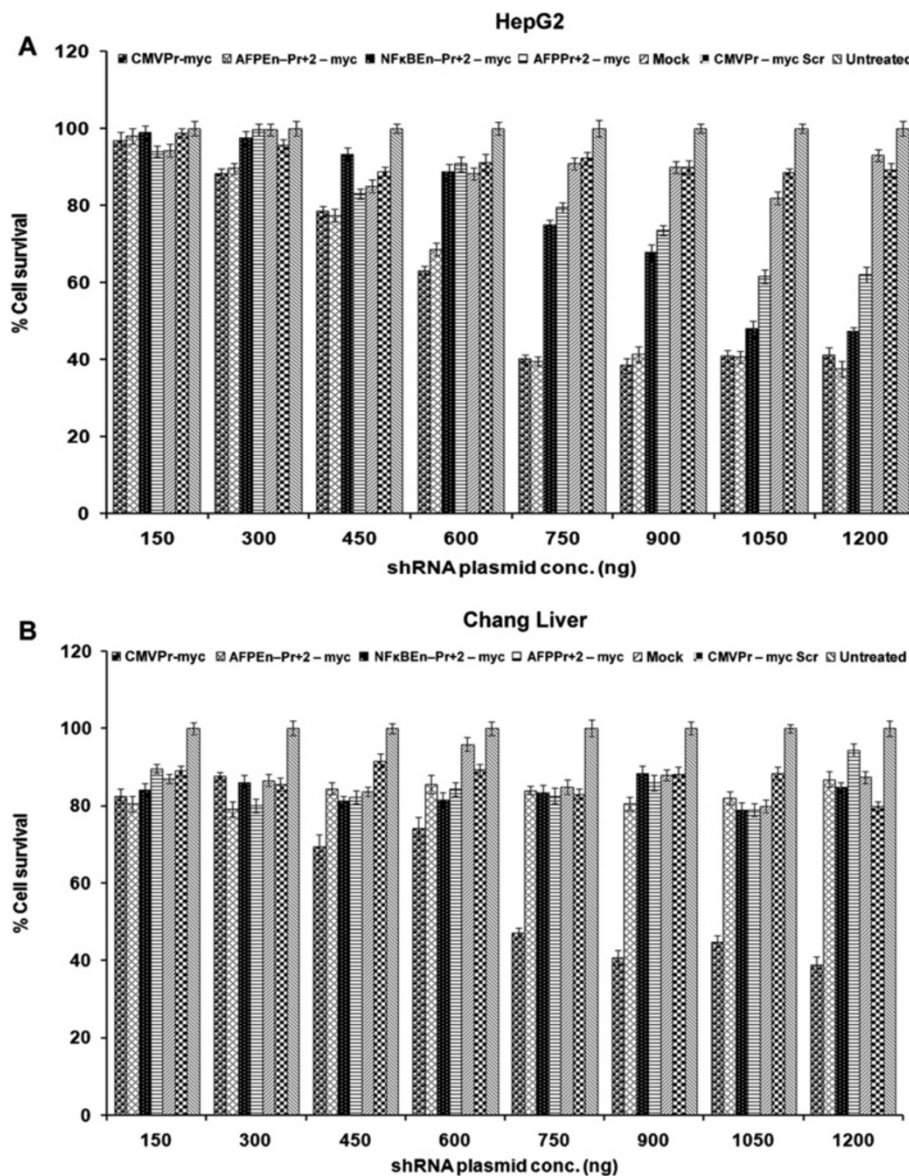 HepG2
A
120
CMVPr-myc AFPEn–Pr+2 – myc NFκBEn–Pr+2 – myc AFPPr+2 – myc Mock CMVPr – myc Scr Untreated
100
80
60
40
20
0
% Cell survival
150 300 450 600 750 900 1050 1200
shRNA plasmid conc. (ng)
Chang Liver
B
120
CMVPr-myc AFPEn–Pr+2 – myc NFκBEn–Pr+2 – myc AFPPr+2 – myc Mock CMVPr – myc Scr Untreated
100
80
60
40
20
0
% Cell survival
150 300 450 600 750 900 1050 1200
shRNA plasmid conc. (ng)